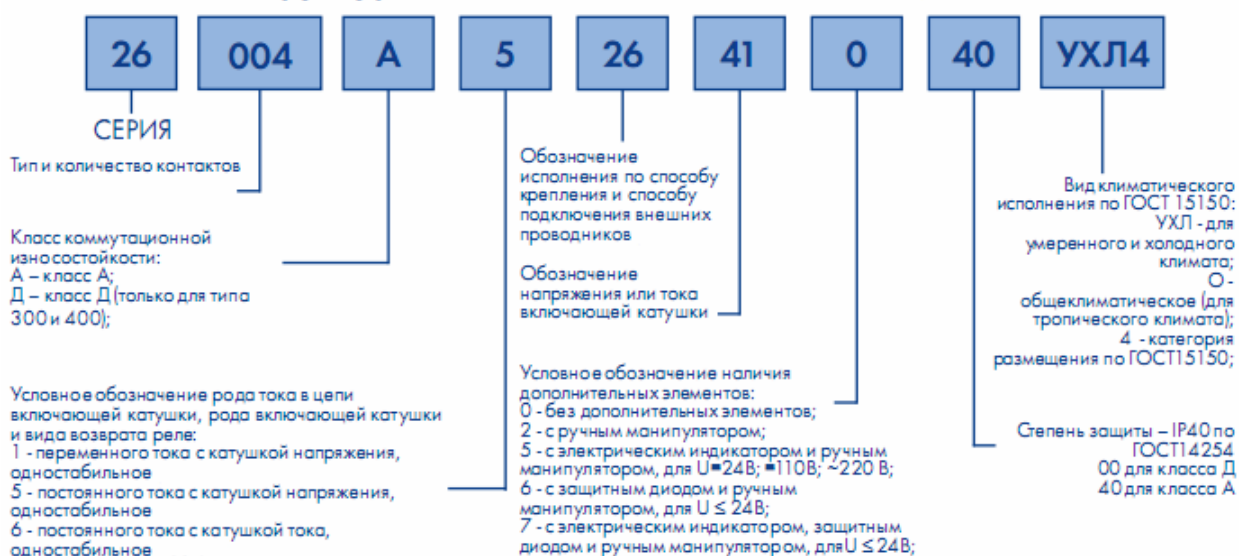 26 004 А 5 26 41 0 40 УХЛ4
СЕРИЯ
Тип и количество контактов
Класс коммутационной
износостойкости:
А – класс А;
Д – класс Д (только для типа
300 и 400);
Условное обозначение рода тока в цепи
включающей катушки, рода включающей катушки
и вида возврата реле:
1 - переменного тока с катушкой напряжения,
одностабильное
5 - постоянного тока с катушкой напряжения,
одностабильное
6 - постоянного тока с катушкой тока,
одностабильное
Обозначение
исполнения по способу
крепления и способу
подключения внешних
проводников
Обозначение
напряжения или тока
включающей катушки
Условное обозначение наличия
дополнительных элементов:
0 - без дополнительных элементов;
2 - с ручным манипулятором;
5 - с электрическим индикатором и ручным
манипулятором, для U=24В; =110В; ~220 В;
6 - с защитным диодом и ручным
манипулятором, для U ≤ 24В;
7 - с электрическим индикатором, защитным
диодом и ручным манипулятором, для U ≤ 24В;
Вид климатического
исполнения по ГОСТ 15150:
УХЛ - для
умеренного и холодного
климата;
О -
общеклиматическое (для
тропического климата);
4 - категория
размещения по ГОСТ15150;
Степень защиты – IP40 по
ГОСТ14254
00 для класса Д
40 для класса А